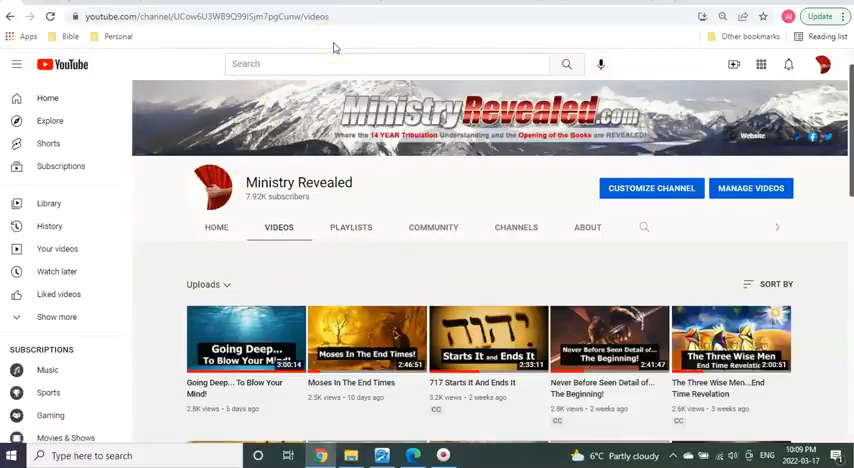 youtube.com/channel/UCow6U3WB9Q99ISjm7pgCunw/videos
Update
Apps
Bible
Personal
Other bookmarks
Reading list
YouTube
Search
Home
Explore
Shorts
Subscriptions
Library
History
Your videos
Watch later
Liked videos
Show more
SUBSCRIPTIONS
Music
Sports
Gaming
Movies & Shows
MinistryRevealed.com
Where the 14 YEAR Tribulation Understanding and the Opening of the Books are REVEALED!
Website
Ministry Revealed
7.92K subscribers
CUSTOMIZE CHANNEL
MANAGE VIDEOS
HOME
VIDEOS
PLAYLISTS
COMMUNITY
CHANNELS
ABOUT
Uploads
SORT BY
Going Deep...
To Blow Your Mind!
3:00:14
Moses In The End Times!
2:46:51
יהוה
Starts It and Ends It
2:33:11
Never Before Seen Detail of...
The Beginning!
2:41:47
The Three Wise Men
End Time Revelation
2:00:51
Going Deep... To Blow Your
Mind!
2.8K views • 5 days ago
Moses In The End Times
2.5K views • 10 days ago
717 Starts It And Ends It
3.2K views • 2 weeks ago
CC
Never Before Seen Detail of...
The Beginning!
2.8K views • 2 weeks ago
CC
The Three Wise Men...End
Time Revelation
2.6K views • 3 weeks ago
CC
Type here to search
6°C Partly cloudy
ENG
10:09 PM
2022-03-17